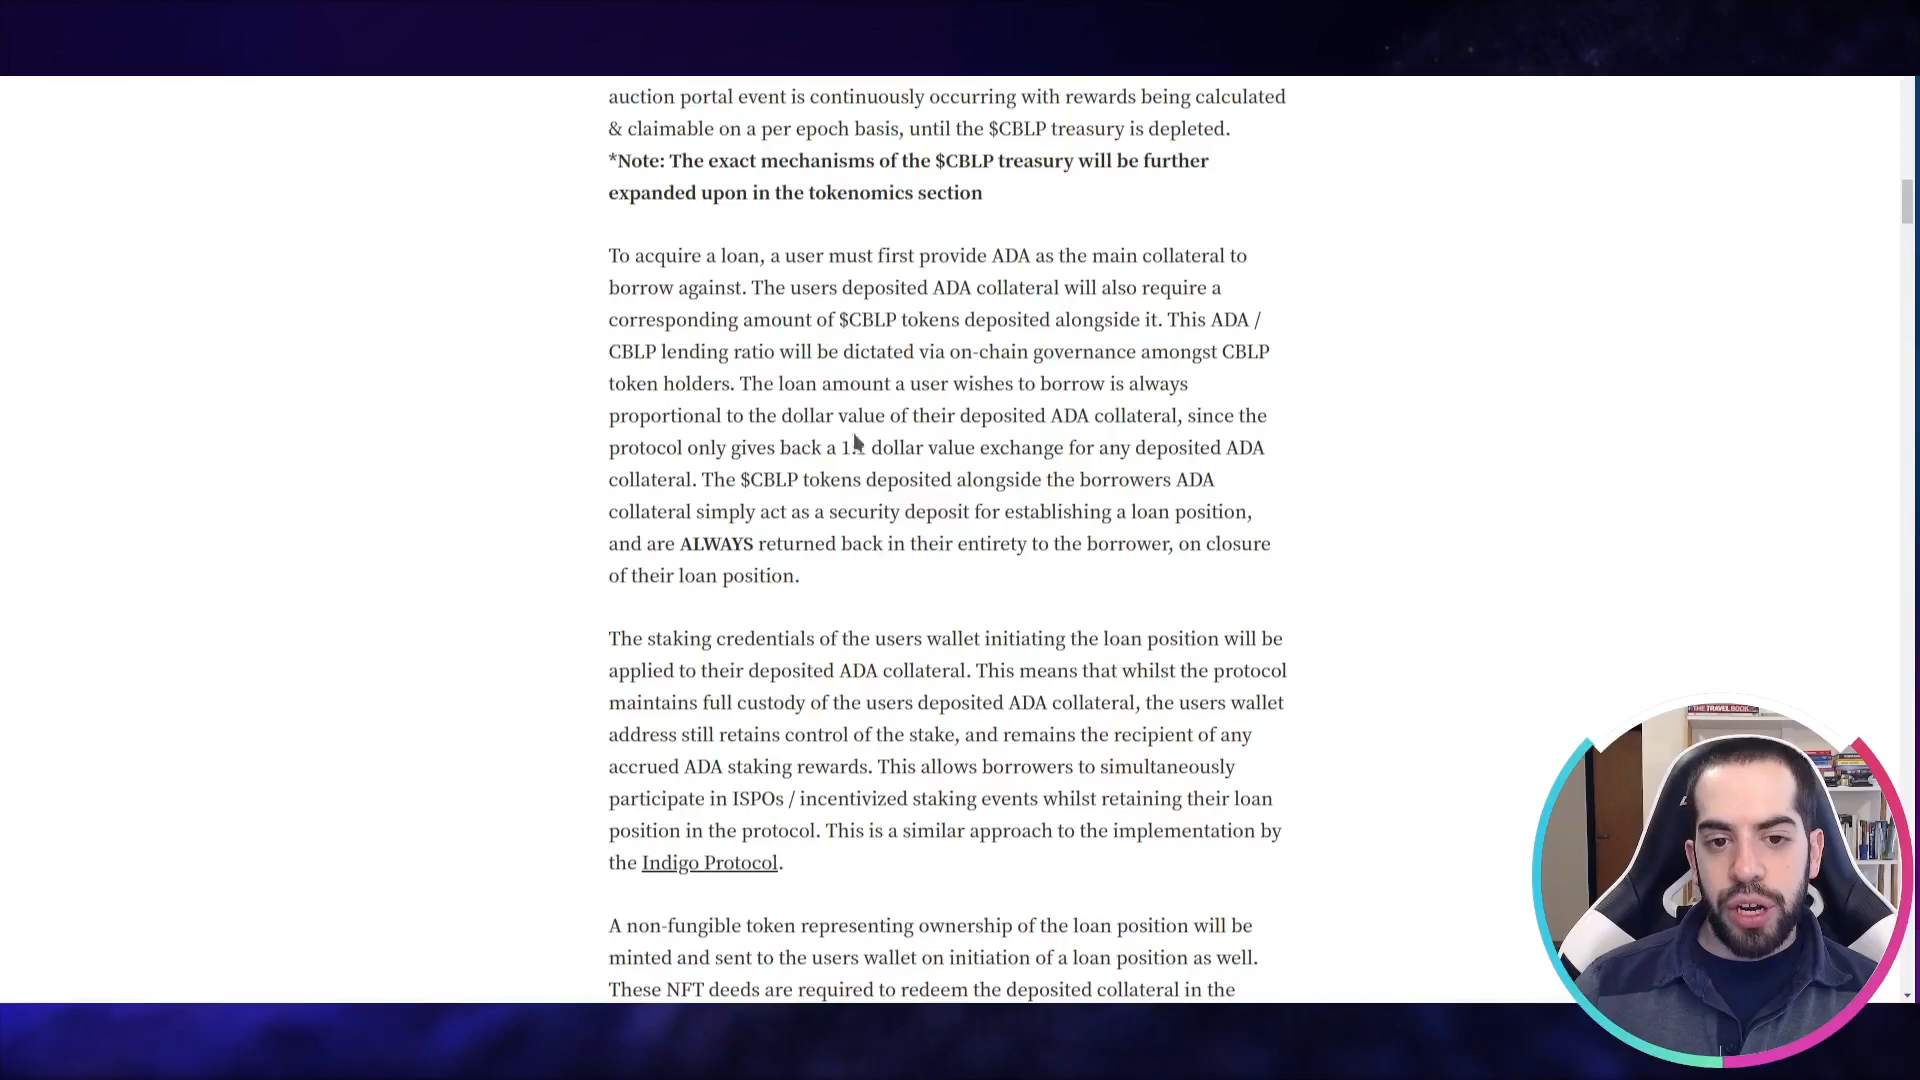 auction portal event is continuously occurring with rewards being calculated
& claimable on a per epoch basis, until the $CBLP treasury is depleted.
*Note: The exact mechanisms of the $CBLP treasury will be further
expanded upon in the tokenomics section
To acquire a loan, a user must first provide ADA as the main collateral to
borrow against. The users deposited ADA collateral will also require a
corresponding amount of $CBLP tokens deposited alongside it. This ADA /
CBLP lending ratio will be dictated via on-chain governance amongst CBLP
token holders. The loan amount a user wishes to borrow is always
proportional to the dollar value of their deposited ADA collateral, since the
protocol only gives back a 1:1 dollar value exchange for any deposited ADA
collateral. The $CBLP tokens deposited alongside the borrowers ADA
collateral simply act as a security deposit for establishing a loan position,
and are ALWAYS returned back in their entirety to the borrower, on closure
of their loan position.
The staking credentials of the users wallet initiating the loan position will be
applied to their deposited ADA collateral. This means that whilst the protocol
maintains full custody of the users deposited ADA collateral, the users wallet
address still retains control of the stake, and remains the recipient of any
accrued ADA staking rewards. This allows borrowers to simultaneously
participate in ISPOs / incentivized staking events whilst retaining their loan
position in the protocol. This is a similar approach to the implementation by
the Indigo Protocol.
A non-fungible token representing ownership of the loan position will be
minted and sent to the users wallet on initiation of a loan position as well.
These NFT deeds are required to redeem the deposited collateral in the
THE TRAVEL BOOK